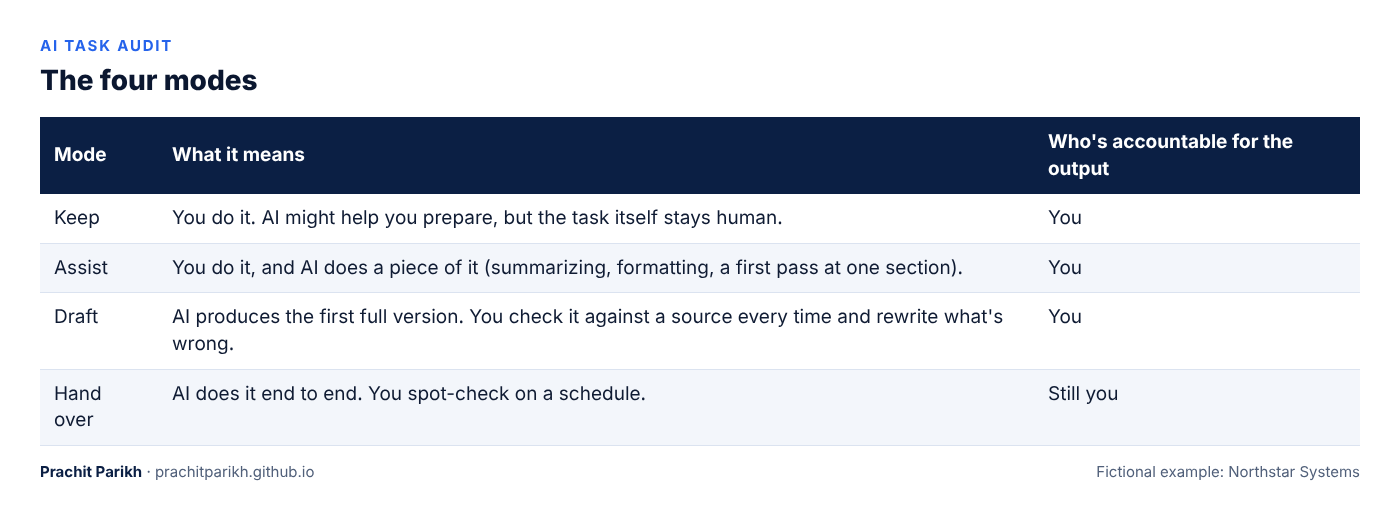 AI TASK AUDIT
The four modes
Mode What it means Who's accountable for the
output
Keep You do it. AI might help you prepare, but the task itself stays human. You
Assist You do it, and AI does a piece of it (summarizing, formatting, a first pass at one section). You
Draft AI produces the first full version. You check it against a source every time and rewrite what's You
wrong.
Hand AI does it end to end. You spot-check on a schedule. Still you
over
Prachit Parikh · prachitparikh.github.io Fictional example: Northstar Systems